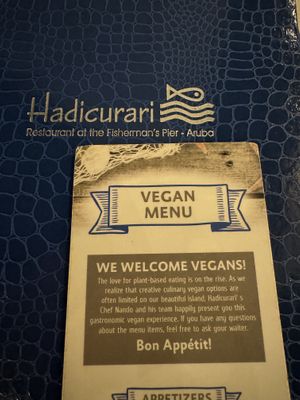 Hadicurari
Restaurant at the Fisherman's Pier - Aruba
VEGAN
MENU
WE WELCOME VEGANS!
The love for plant-based eating is on the rise. As we
realize that creative culinary vegan options are
often limited on our beautiful island, Hadicurari' s
Chef Nando and his team happily present you this
gastronomic vegan experience. If you have any questions
about the menu items, feel free to ask your waiter.
Bon Appétit!
APPETIZERS